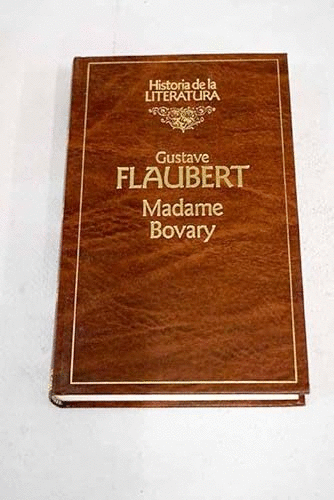 Historia de la
LITERATURA
Gustave
FLAUBERT
Madame
Bovary